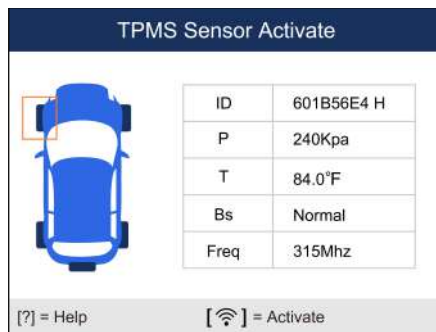 TPMS Sensor Activate
ID 601B56E4 H
P 240Kpa
T 84.0°F
Bs Normal
Freq 315Mhz
[?] = Help [ ] = Activate